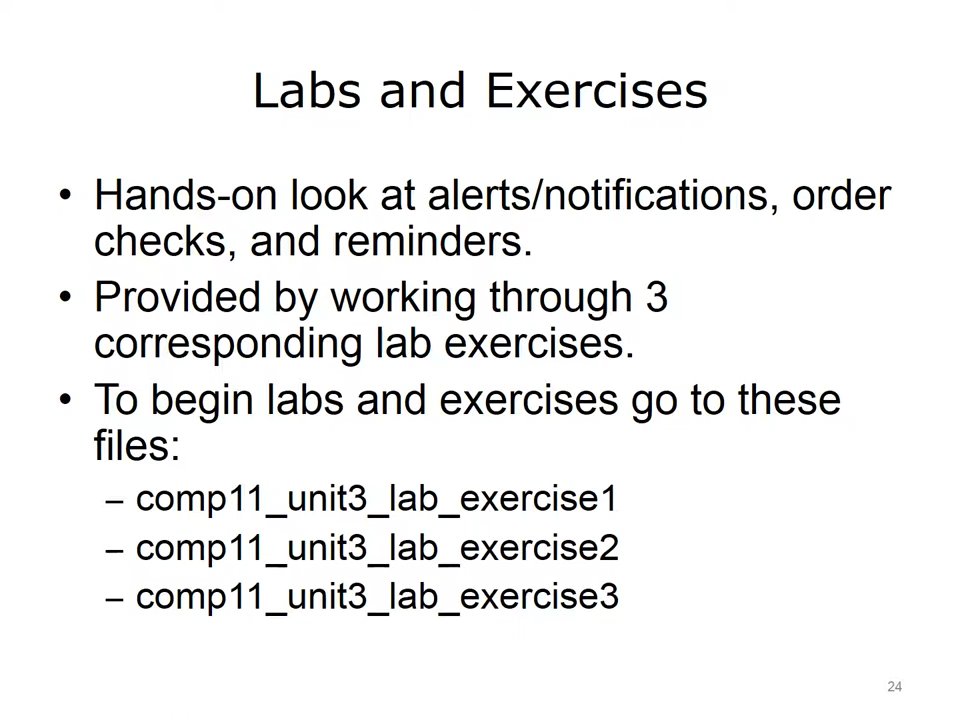 Labs and Exercises
• Hands-on look at alerts/notifications, order
checks, and reminders.
• Provided by working through 3
corresponding lab exercises.
• To begin labs and exercises go to these
files:
– comp11_unit3_lab_exercise1
– comp11_unit3_lab_exercise2
– comp11_unit3_lab_exercise3
24